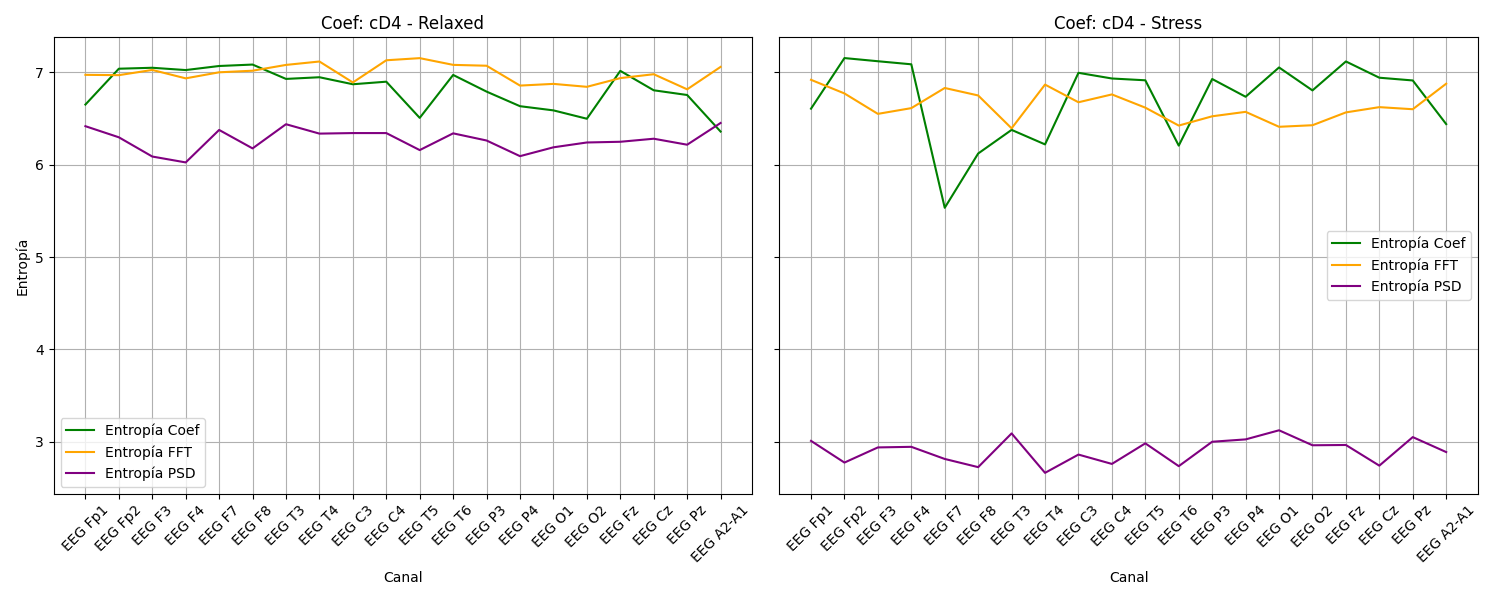 Coef: cD4 - Relaxed
Entropía
7
6
5
4
3
Entropía Coef
Entropía FFT
Entropía PSD
EEG Fp1
EEG Fp2
EEG F3
EEG F4
EEG F7
EEG F8
EEG T3
EEG T4
EEG C3
EEG C4
EEG T5
EEG T6
EEG P3
EEG P4
EEG O1
EEG O2
EEG Fz
EEG Cz
EEG Pz
EEG A2-A1
Canal
Coef: cD4 - Stress
Entropía Coef
Entropía FFT
Entropía PSD
EEG Fp1
EEG Fp2
EEG F3
EEG F4
EEG F7
EEG F8
EEG T3
EEG T4
EEG C3
EEG C4
EEG T5
EEG T6
EEG P3
EEG P4
EEG O1
EEG O2
EEG Fz
EEG Cz
EEG Pz
EEG A2-A1
Canal